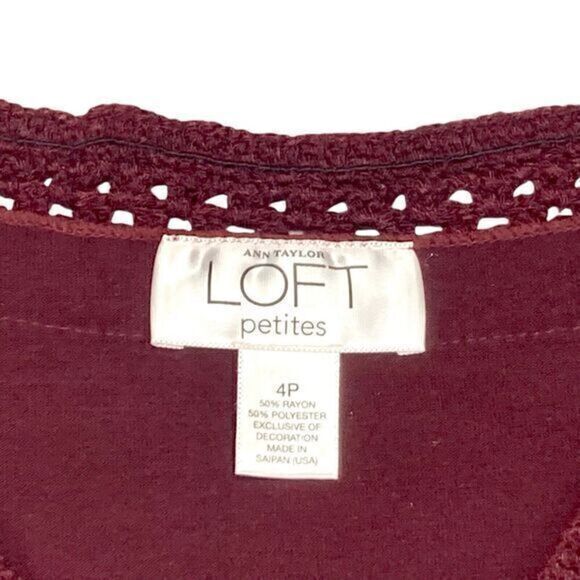 ANN TAYLOR
LOFT
petites
4P
50% RAYON
50% POLYESTER
EXCLUSIVE OF
DECORATION
MADE IN
SAIPAN (USA)